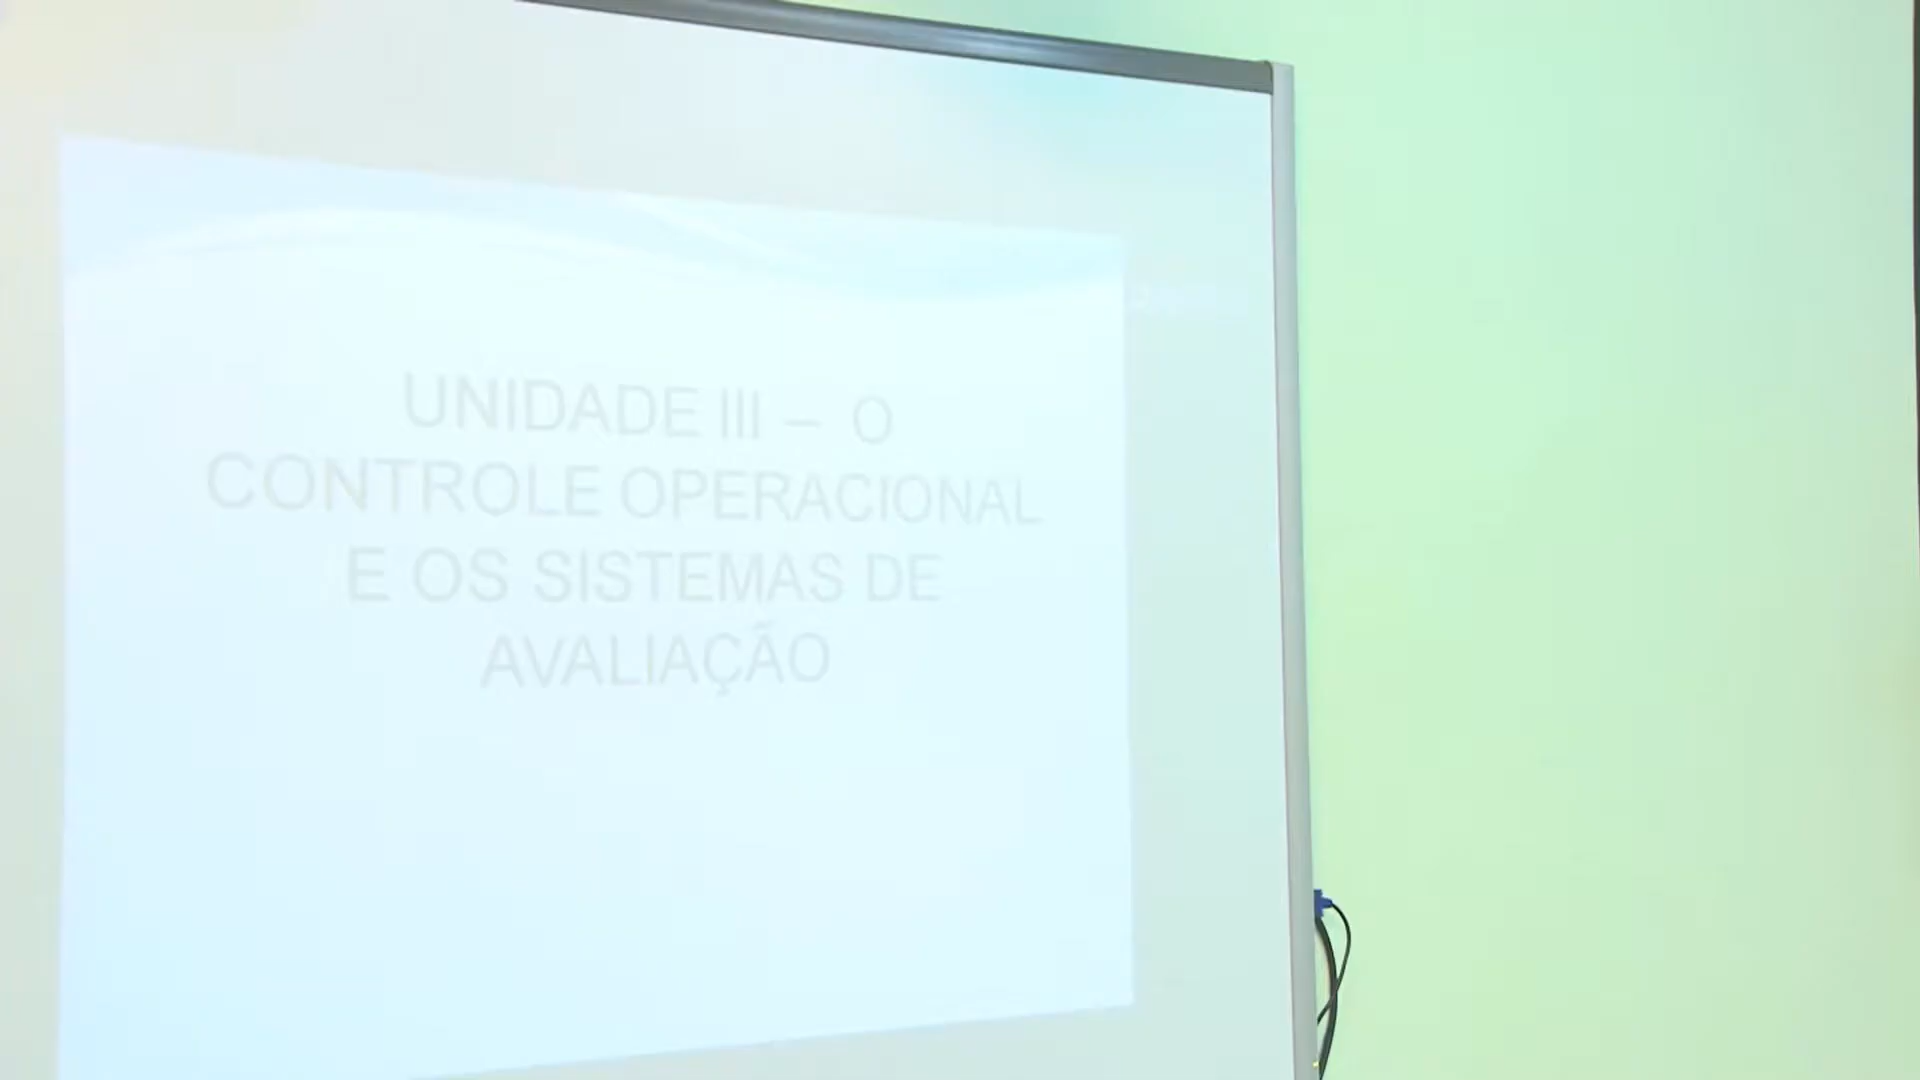 UNIDADE III – O
CONTROLE OPERACIONAL
E OS SISTEMAS DE
AVALIAÇÃO